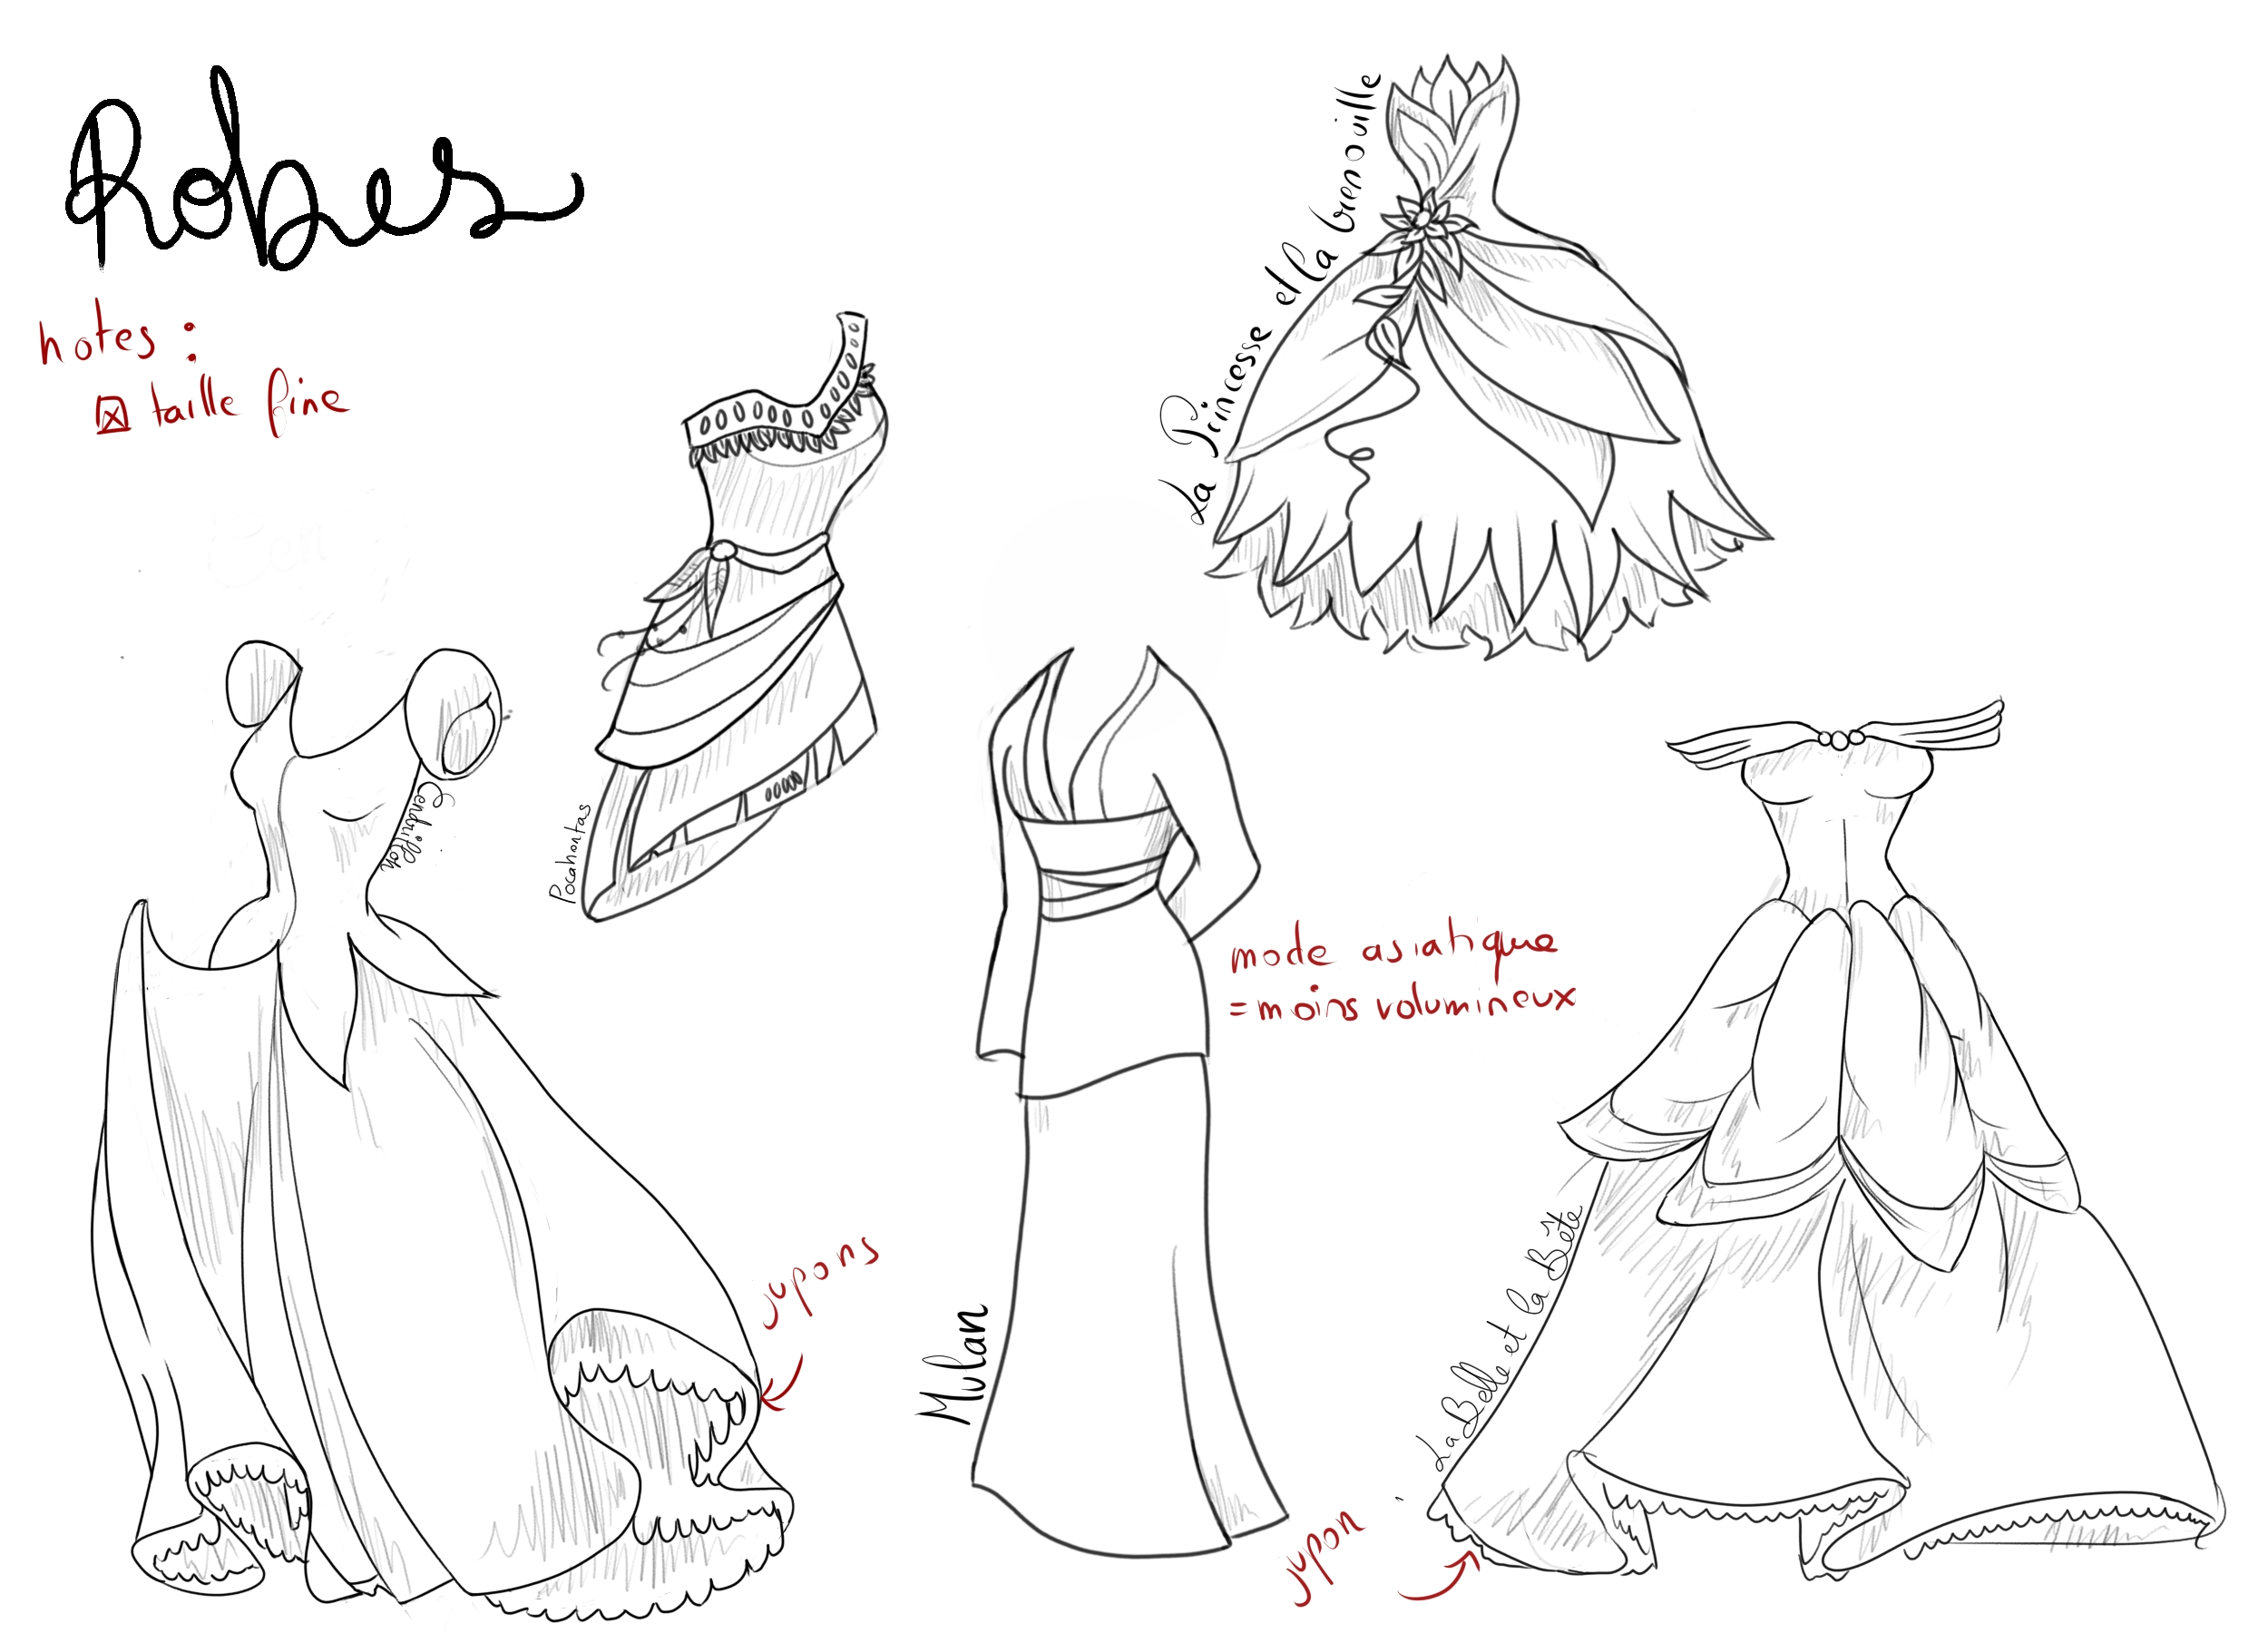 Robes
notes :
☒ taille fine
La Princesse et la Grenouille
Pocahontas
Cendrillon
mode asiatique
= moins volumineux
Mulan
jupons
La Belle et la Bête
jupon